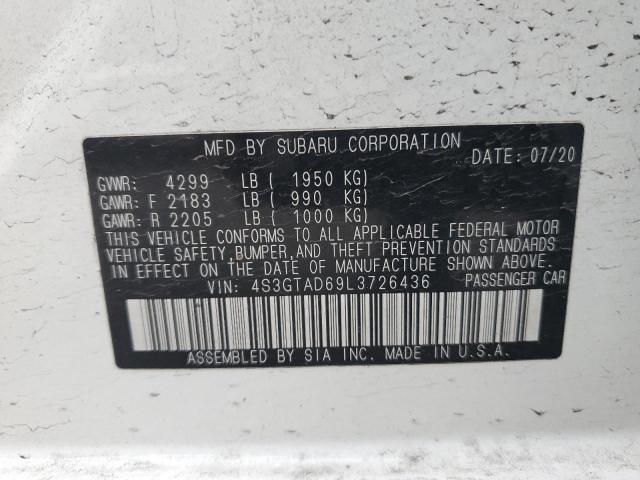 MFD BY SUBARU CORPORATION
DATE: 07/20
GVWR: 4299 LB ( 1950 KG)
GAWR: F 2183 LB ( 990 KG)
GAWR: R 2205 LB ( 1000 KG)
THIS VEHICLE CONFORMS TO ALL APPLICABLE FEDERAL MOTOR
VEHICLE SAFETY, BUMPER, AND THEFT PREVENTION STANDARDS
IN EFFECT ON THE DATE OF MANUFACTURE SHOWN ABOVE.
VIN: 4S3GTAD69L3726436 PASSENGER CAR
ASSEMBLED BY SIA INC. MADE IN U.S.A.